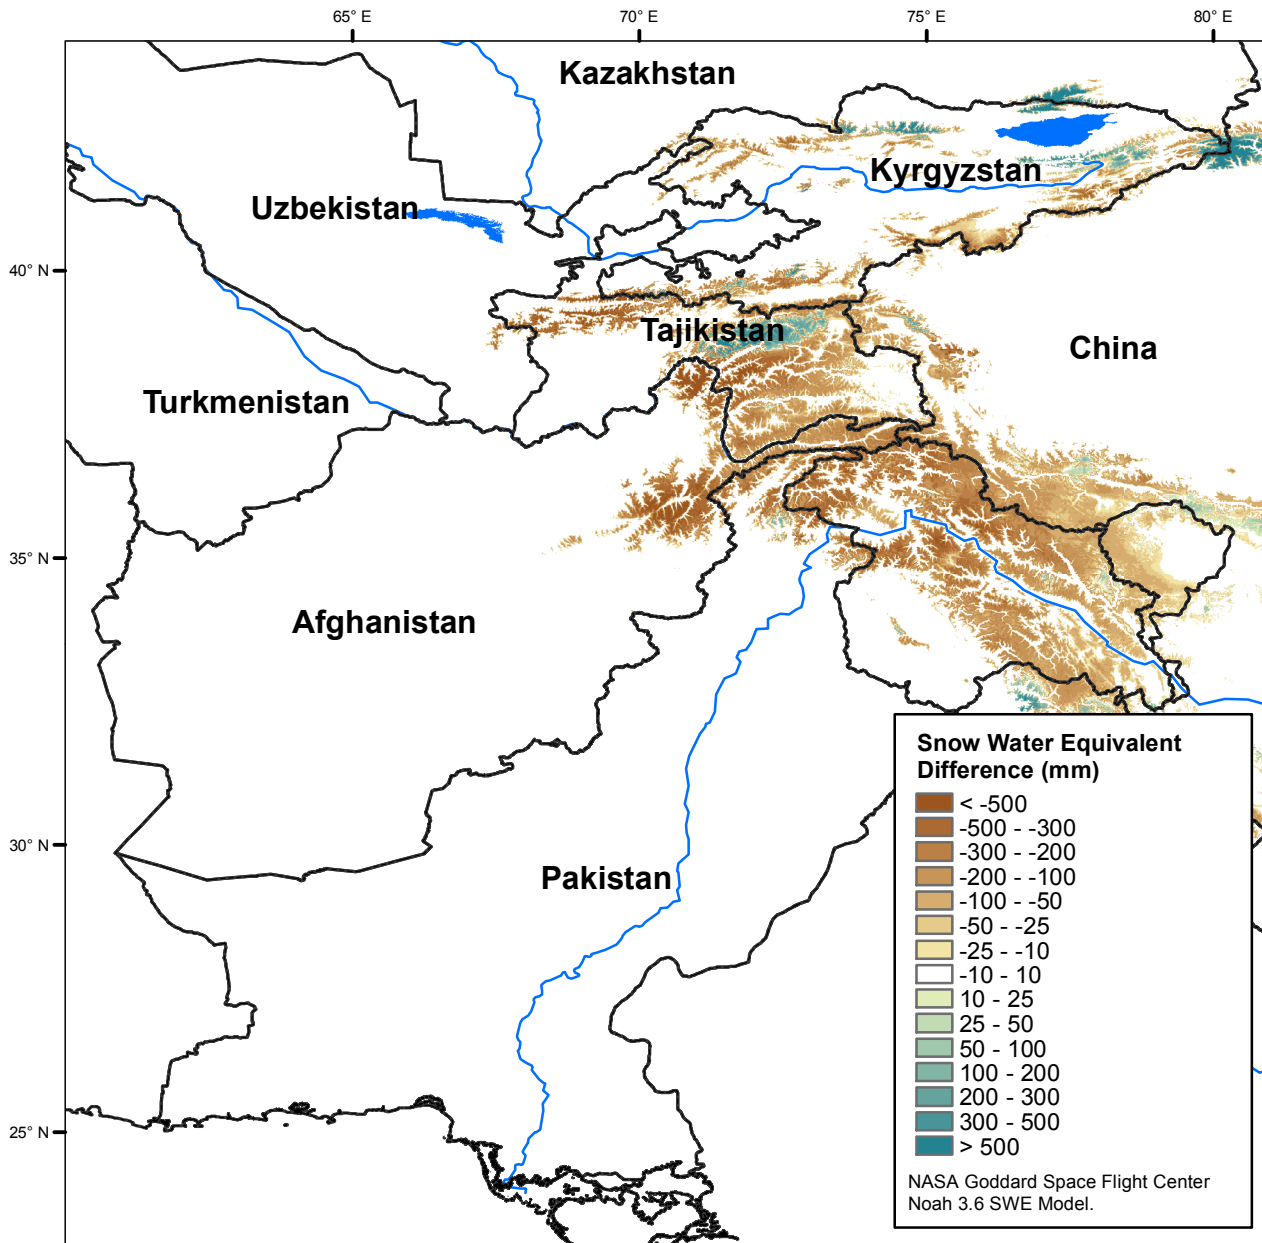 65° E
70° E
75° E
80° E
Kazakhstan
Kyrgyzstan
Uzbekistan
40° N
Tajikistan
China
Turkmenistan
35° N
Afghanistan
Snow Water Equivalent
Difference (mm)
< -500
-500 - -300
-300 - -200
-200 - -100
-100 - -50
-50 - -25
-25 - -10
-10 - 10
10 - 25
25 - 50
50 - 100
100 - 200
200 - 300
300 - 500
> 500
NASA Goddard Space Flight Center
Noah 3.6 SWE Model.
30° N
Pakistan
25° N